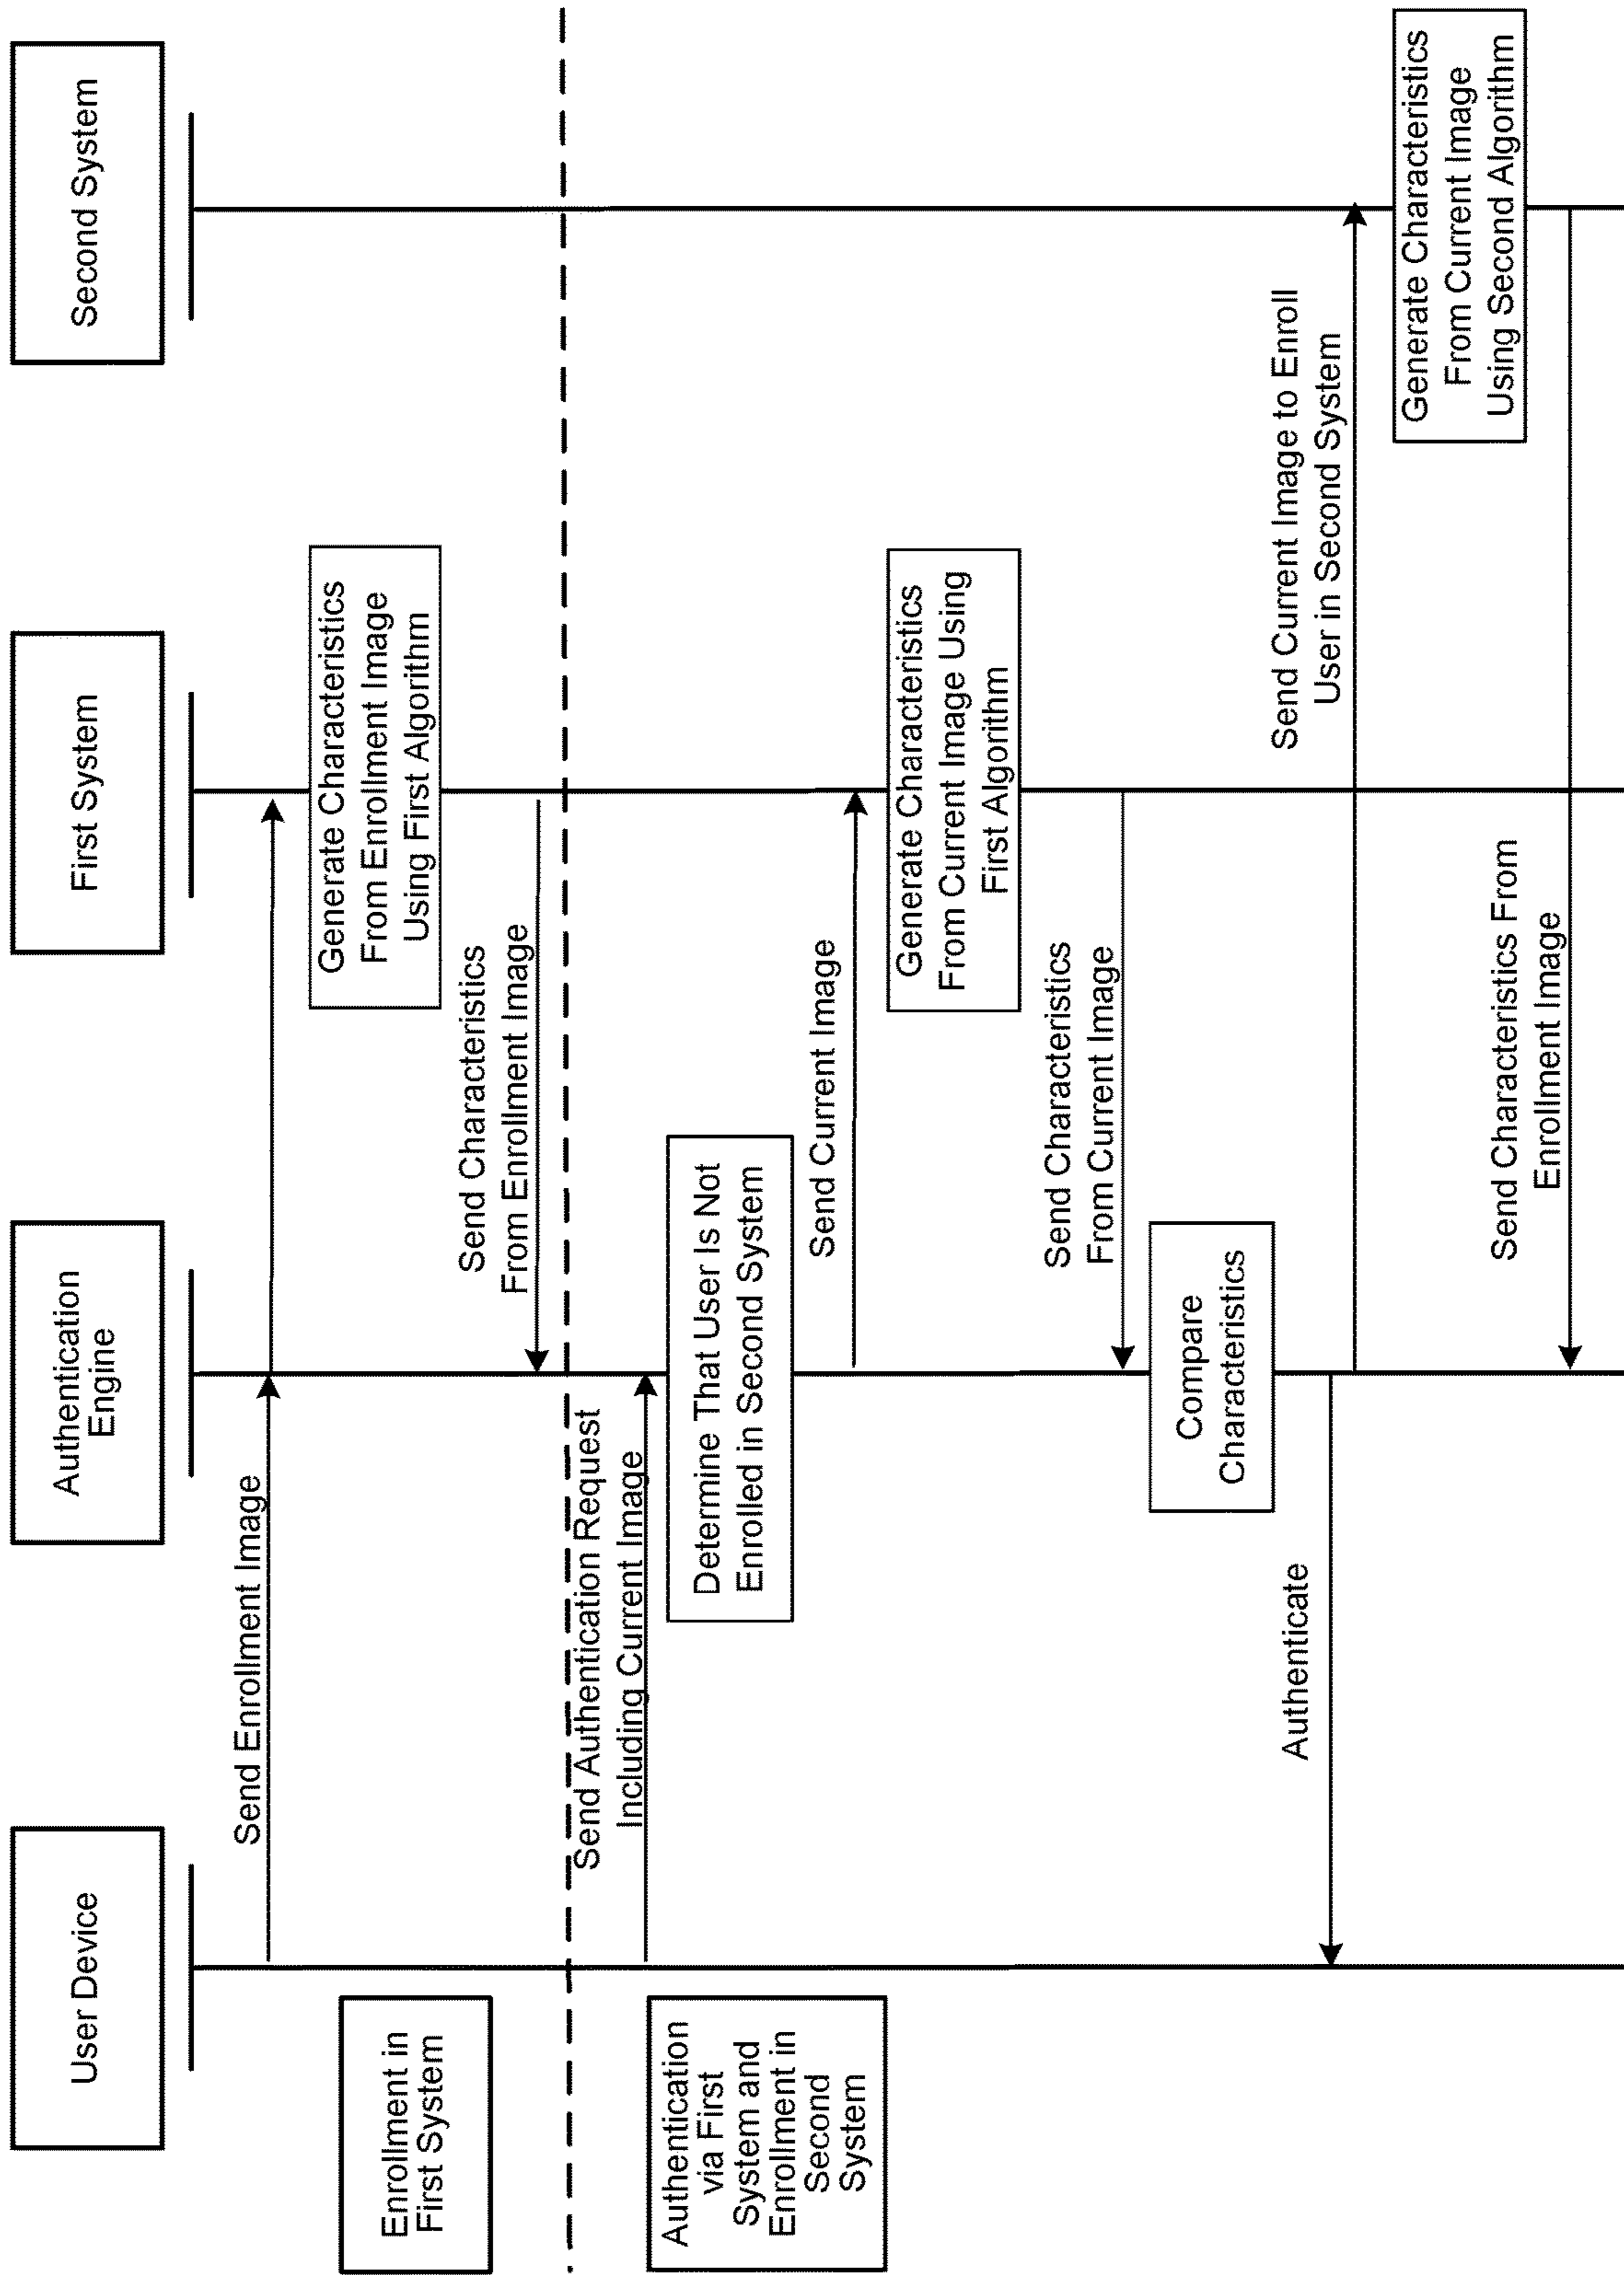 User Device
Authentication
Engine
First System
Second System
Enrollment in
First System
Send Enrollment Image
Generate Characteristics
From Enrollment Image
Using First Algorithm
Send Characteristics
From Enrollment Image
Authentication
via First
System and
Enrollment in
Second
System
Send Authentication Request
Including Current Image
Determine That User Is Not
Enrolled in Second System
Send Current Image
Generate Characteristics
From Current Image Using
First Algorithm
Send Characteristics
From Current Image
Compare
Characteristics
Authenticate
Send Current Image to Enroll
User in Second System
Generate Characteristics
From Current Image
Using Second Algorithm
Send Characteristics From
Enrollment Image